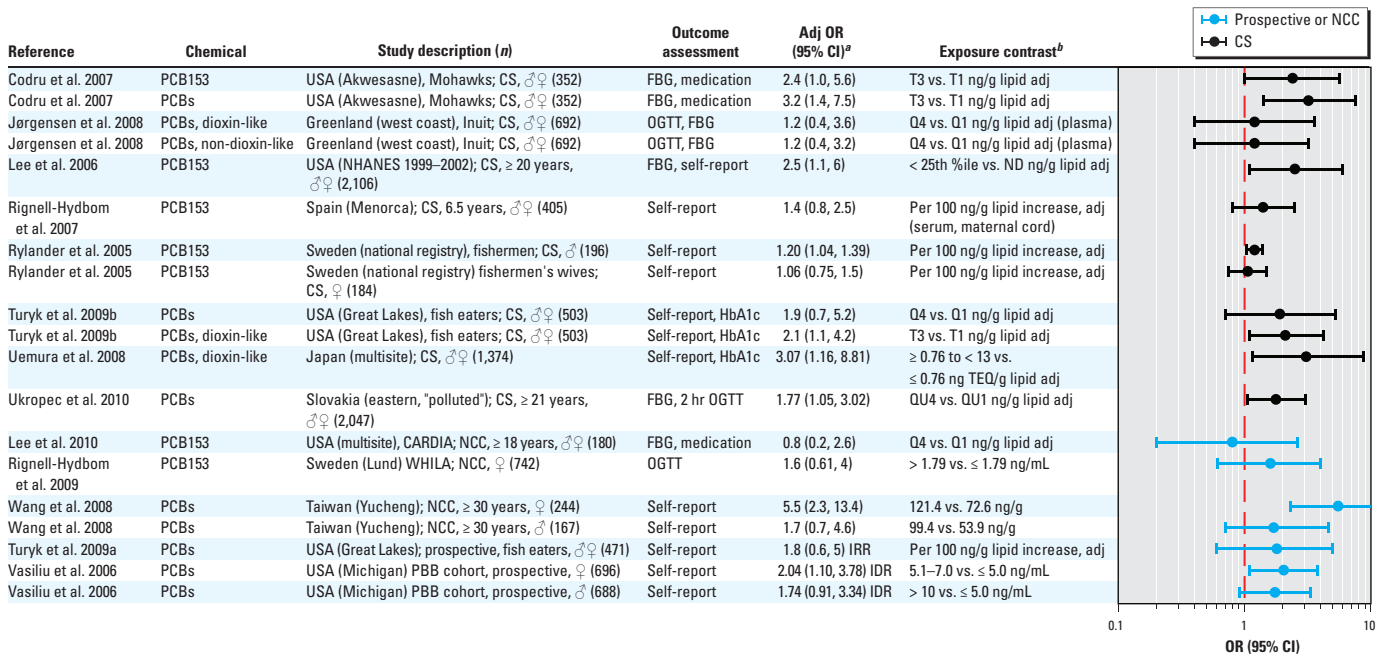 Prospective or NCC
CS
Reference Chemical Study description (n) Outcome assessment Adj OR (95% CI)a Exposure contrastb
Codru et al. 2007 PCB153 USA (Akwesasne), Mohawks; CS, ♂♀ (352) FBG, medication 2.4 (1.0, 5.6) T3 vs. T1 ng/g lipid adj
Codru et al. 2007 PCBs USA (Akwesasne), Mohawks; CS, ♂♀ (352) FBG, medication 3.2 (1.4, 7.5) T3 vs. T1 ng/g lipid adj
Jørgensen et al. 2008 PCBs, dioxin-like Greenland (west coast), Inuit; CS, ♂♀ (692) OGTT, FBG 1.2 (0.4, 3.6) Q4 vs. Q1 ng/g lipid adj (plasma)
Jørgensen et al. 2008 PCBs, non-dioxin-like Greenland (west coast), Inuit; CS, ♂♀ (692) OGTT, FBG 1.2 (0.4, 3.2) Q4 vs. Q1 ng/g lipid adj (plasma)
Lee et al. 2006 PCB153 USA (NHANES 1999–2002); CS, ≥ 20 years, FBG, self-report 2.5 (1.1, 6) < 25th %ile vs. ND ng/g lipid adj
♂♀ (2,106)
Rignell-Hydbom PCB153 Spain (Menorca); CS, 6.5 years, ♂♀ (405) Self-report 1.4 (0.8, 2.5) Per 100 ng/g lipid increase, adj
et al. 2007 (serum, maternal cord)
Rylander et al. 2005 PCB153 Sweden (national registry), fishermen; CS, ♂ (196) Self-report 1.20 (1.04, 1.39) Per 100 ng/g lipid increase, adj
Rylander et al. 2005 PCB153 Sweden (national registry) fishermen's wives; Self-report 1.06 (0.75, 1.5) Per 100 ng/g lipid increase, adj
CS, ♀ (184)
Turyk et al. 2009b PCBs USA (Great Lakes), fish eaters; CS, ♂♀ (503) Self-report, HbA1c 1.9 (0.7, 5.2) Q4 vs. Q1 ng/g lipid adj
Turyk et al. 2009b PCBs, dioxin-like USA (Great Lakes), fish eaters; CS, ♂♀ (503) Self-report, HbA1c 2.1 (1.1, 4.2) T3 vs. T1 ng/g lipid adj
Uemura et al. 2008 PCBs, dioxin-like Japan (multisite); CS, ♂♀ (1,374) Self-report, HbA1c 3.07 (1.16, 8.81) ≥ 0.76 to < 13 vs.
≤ 0.76 ng TEQ/g lipid adj
Ukropec et al. 2010 PCBs Slovakia (eastern, "polluted"); CS, ≥ 21 years, FBG, 2 hr OGTT 1.77 (1.05, 3.02) QU4 vs. QU1 ng/g lipid adj
♂♀ (2,047)
Lee et al. 2010 PCB153 USA (multisite), CARDIA; NCC, ≥ 18 years, ♂♀ (180) FBG, medication 0.8 (0.2, 2.6) Q4 vs. Q1 ng/g lipid adj
Rignell-Hydbom PCB153 Sweden (Lund) WHILA; NCC, ♀ (742) OGTT 1.6 (0.61, 4) > 1.79 vs. ≤ 1.79 ng/mL
et al. 2009
Wang et al. 2008 PCBs Taiwan (Yucheng); NCC, ≥ 30 years, ♀ (244) Self-report 5.5 (2.3, 13.4) 121.4 vs. 72.6 ng/g
Wang et al. 2008 PCBs Taiwan (Yucheng); NCC, ≥ 30 years, ♂ (167) Self-report 1.7 (0.7, 4.6) 99.4 vs. 53.9 ng/g
Turyk et al. 2009a PCBs USA (Great Lakes); prospective, fish eaters, ♂♀ (471) Self-report 1.8 (0.6, 5) IRR Per 100 ng/g lipid increase, adj
Vasiliu et al. 2006 PCBs USA (Michigan) PBB cohort, prospective, ♀ (696) Self-report 2.04 (1.10, 3.78) IDR 5.1–7.0 vs. ≤ 5.0 ng/mL
Vasiliu et al. 2006 PCBs USA (Michigan) PBB cohort, prospective, ♂ (688) Self-report 1.74 (0.91, 3.34) IDR > 10 vs. ≤ 5.0 ng/mL
0.1 1 10
OR (95% CI)